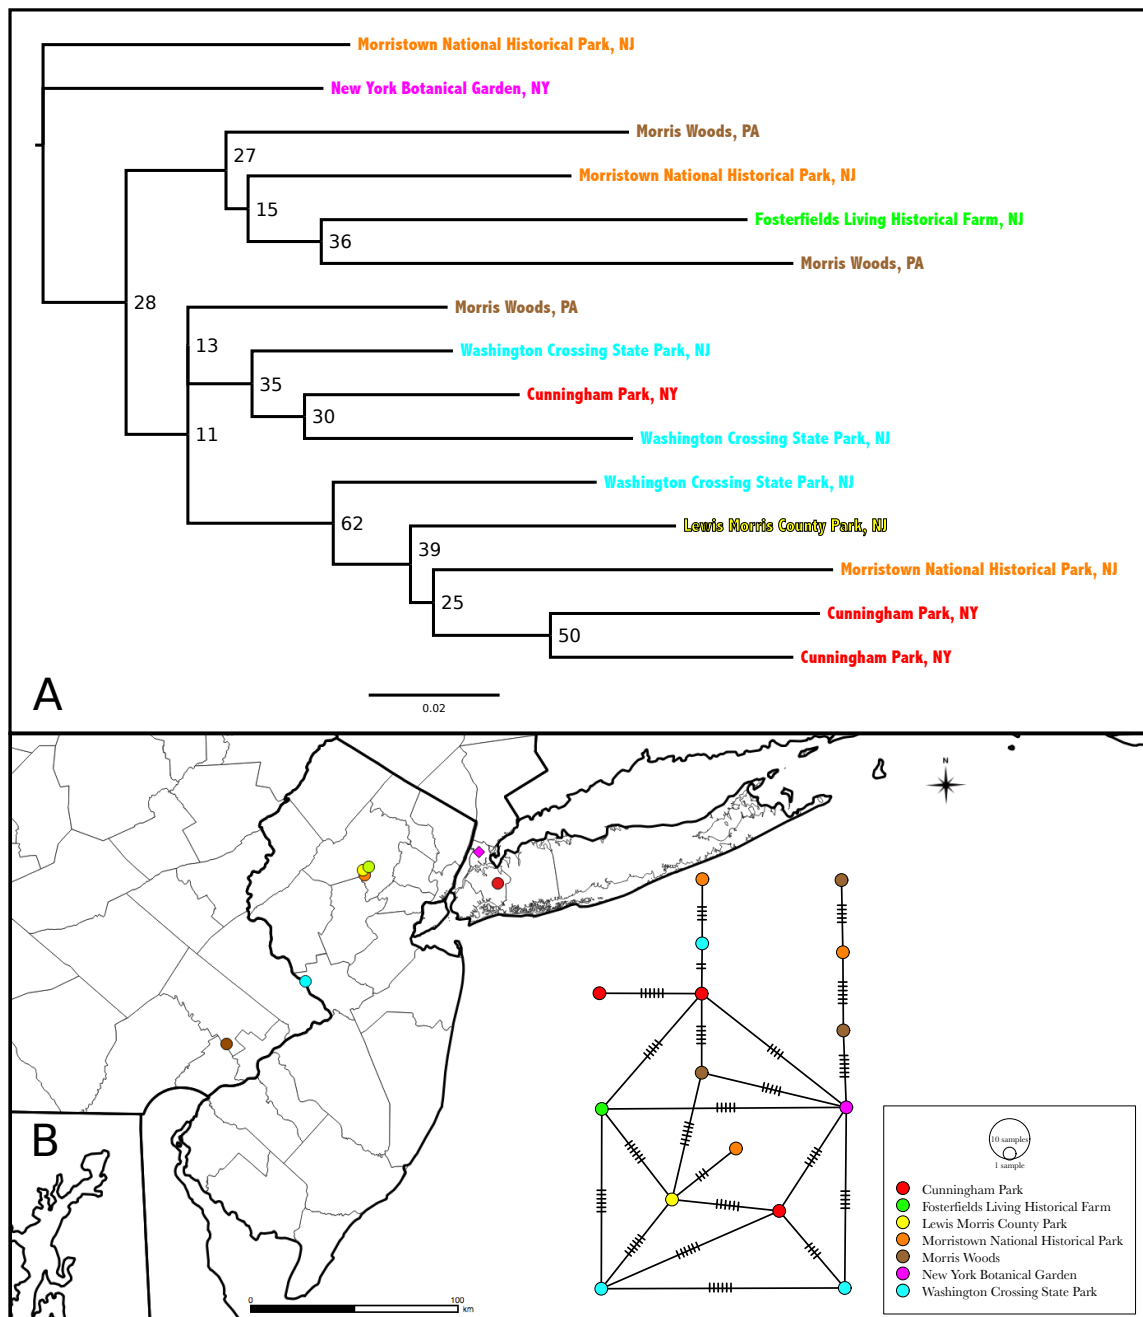 Morristown National Historical Park, NJ
New York Botanical Garden, NY
Morris Woods, PA
27
Morristown National Historical Park, NJ
15
Fosterfields Living Historical Farm, NJ
36
Morris Woods, PA
28
Morris Woods, PA
13
Washington Crossing State Park, NJ
35
Cunningham Park, NY
30
11
Washington Crossing State Park, NJ
Washington Crossing State Park, NJ
62
Lewis Morris County Park, NJ
39
Morristown National Historical Park, NJ
25
Cunningham Park, NY
50
Cunningham Park, NY
A
0.02
N
B
10 samples
1 sample
Cunningham Park
Fosterfields Living Historical Farm
Lewis Morris County Park
Morristown National Historical Park
Morris Woods
New York Botanical Garden
Washington Crossing State Park
0 100
km